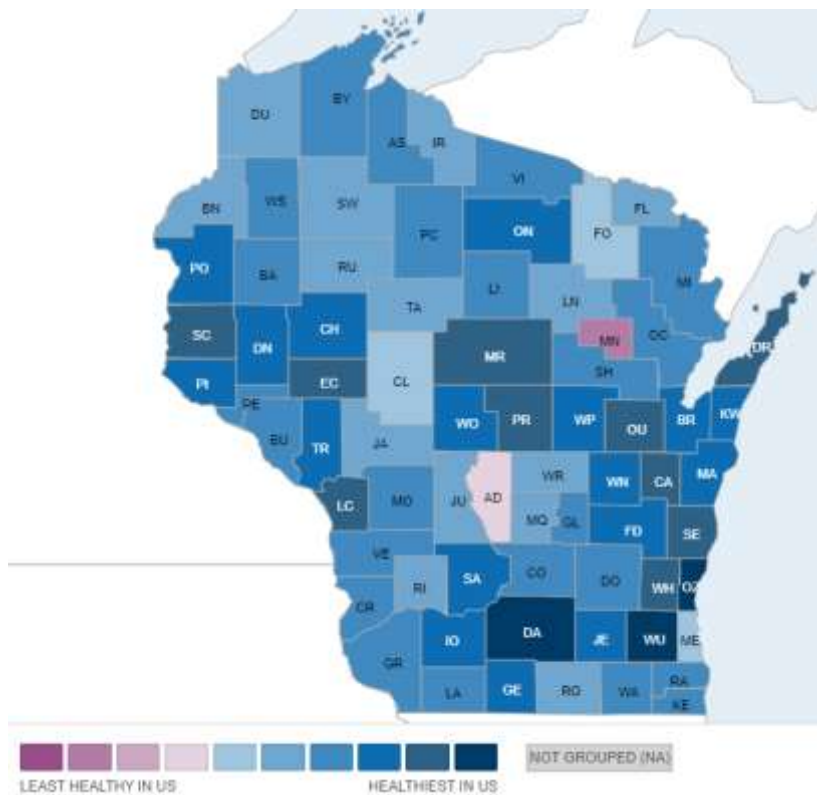 BY
DU
AS
IR
VI
FL
BN
WS
SW
PC
ON
FO
PO
BA
RU
LI
LN
MI
TA
OC
SC
DN
CH
MN
DR
MR
PI
EC
CL
SH
PE
BU
TR
JA
WO
PR
WP
OU
BR
KW
LC
MO
JU
AD
WR
WN
CA
MA
MQ
GL
FD
SE
VE
RI
SA
CO
DO
WH
OZ
CR
IO
DA
JE
WU
ME
GR
LA
GE
RO
WA
RA
KE
LEAST HEALTHY IN US HEALTHIEST IN US NOT GROUPED (NA)